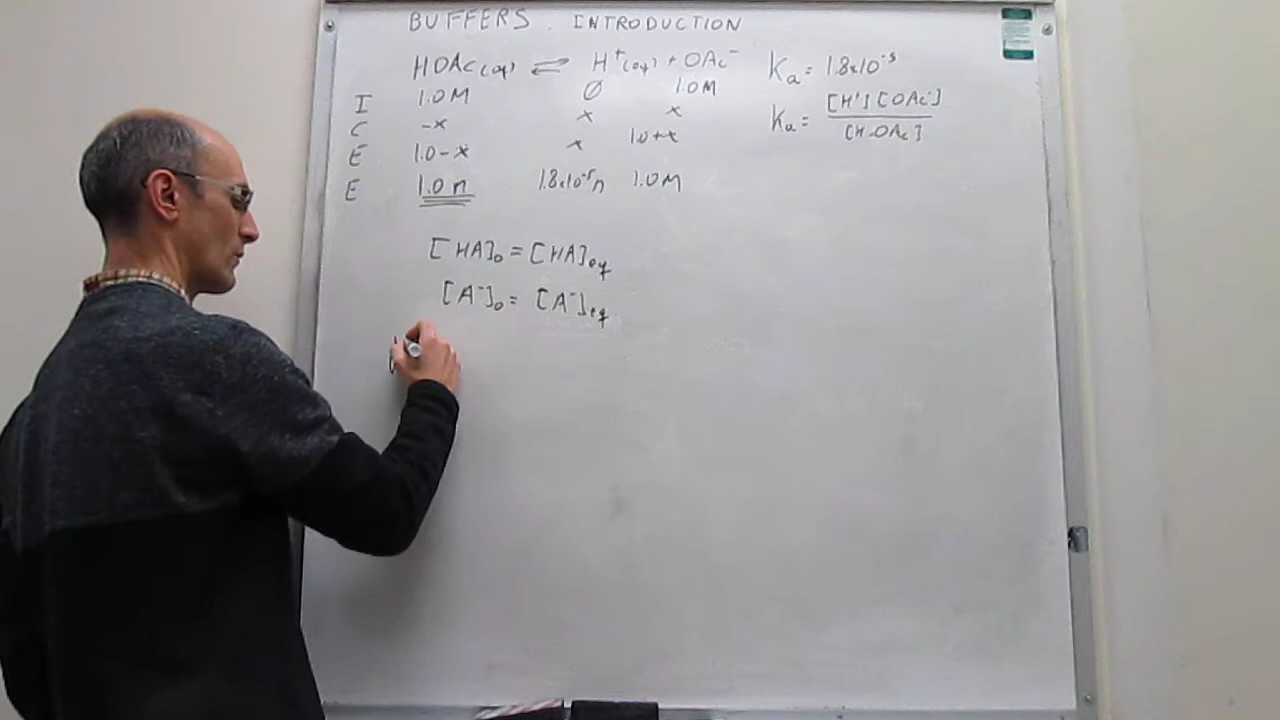 BUFFERS. INTRODUCTION
HOAc(aq) ⇌ H⁺(aq) + OAc⁻ Ka = 1.8x10⁻⁵
I 1.0M Ø 1.0M
C -x x x Ka = [H⁺][OAc⁻] / [HOAc]
E 1.0-x x 1.0+x
E 1.0 M 1.8x10⁻⁵M 1.0M
[HA]₀ = [HA]eq
[A⁻]₀ = [A⁻]eq